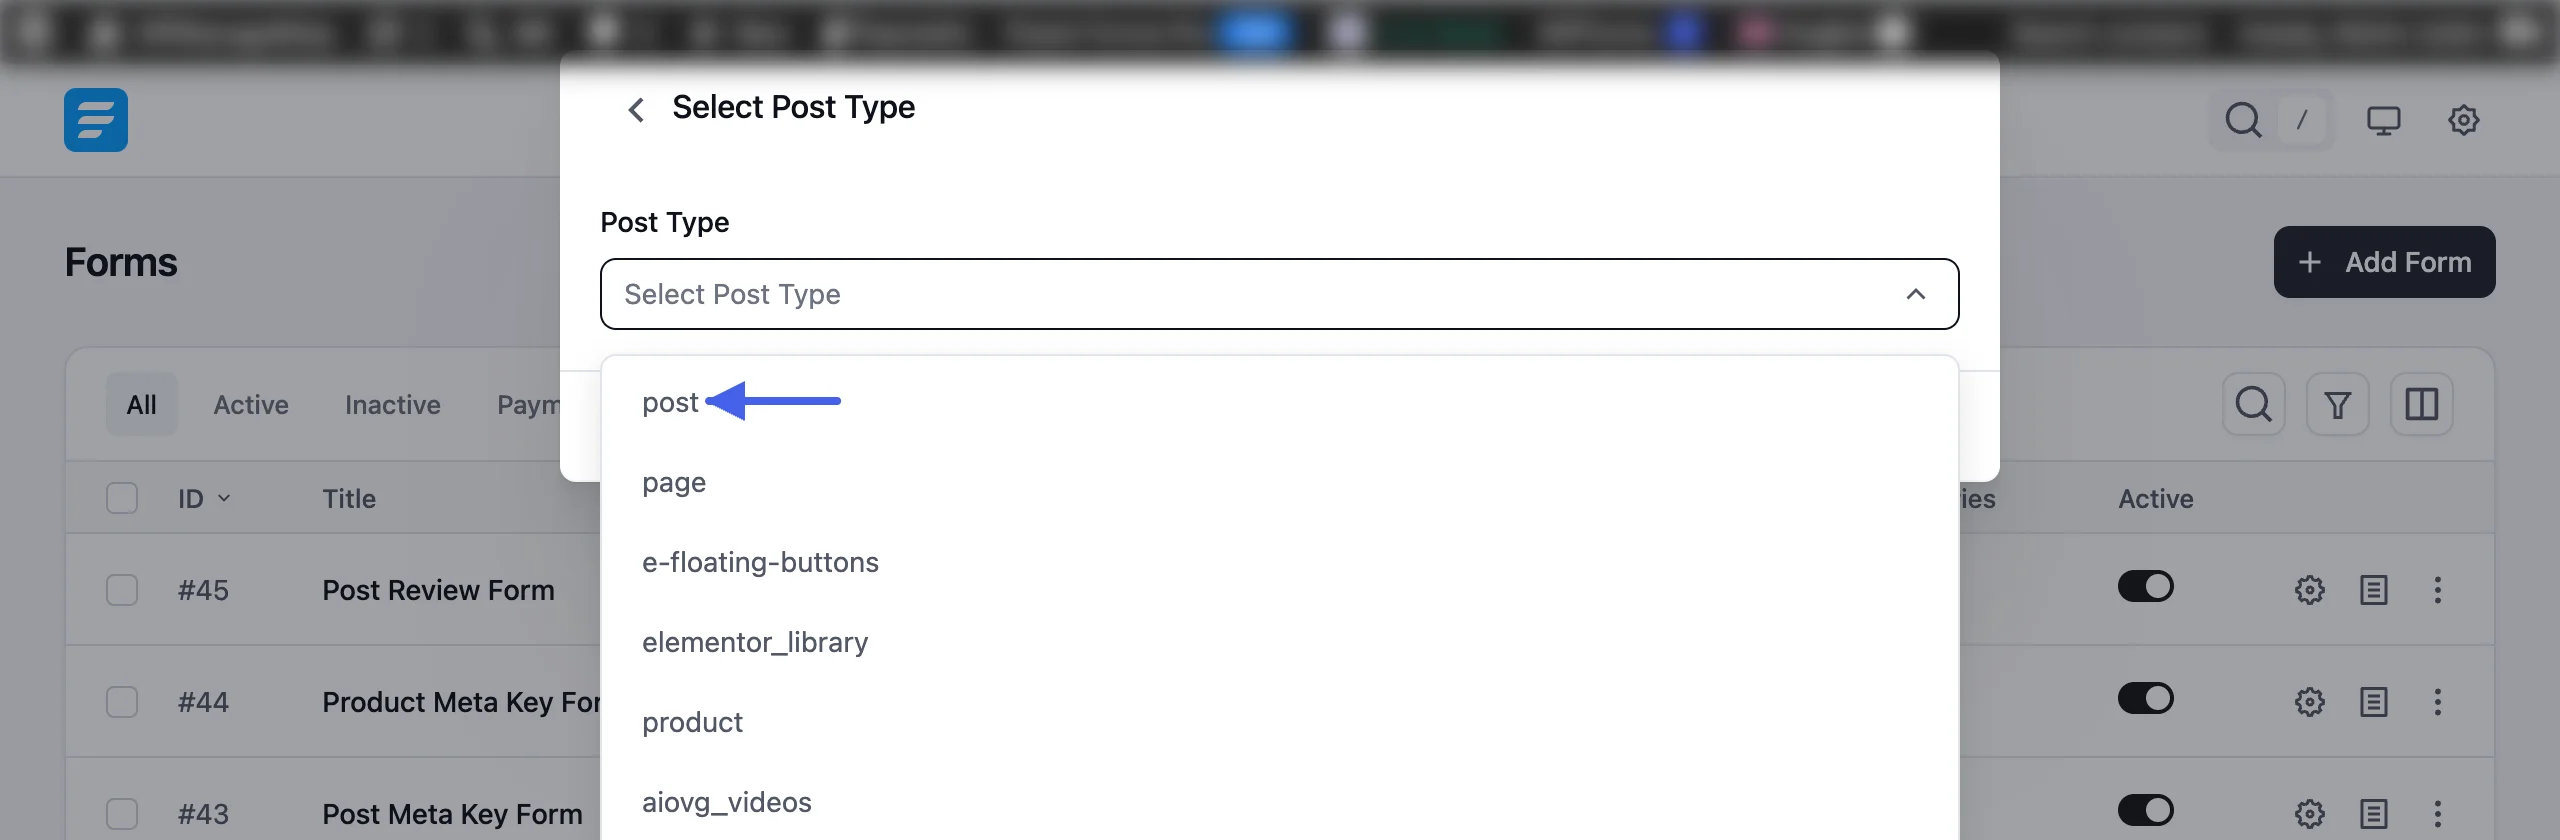 Select Post Type
/
Post Type
Forms
+ Add Form
Select Post Type
All Active Inactive Paym
post
page
ID Title ies Active
e-floating-buttons
#45 Post Review Form
elementor_library
#44 Product Meta Key For
product
aiovg_videos
#43 Post Meta Key Form